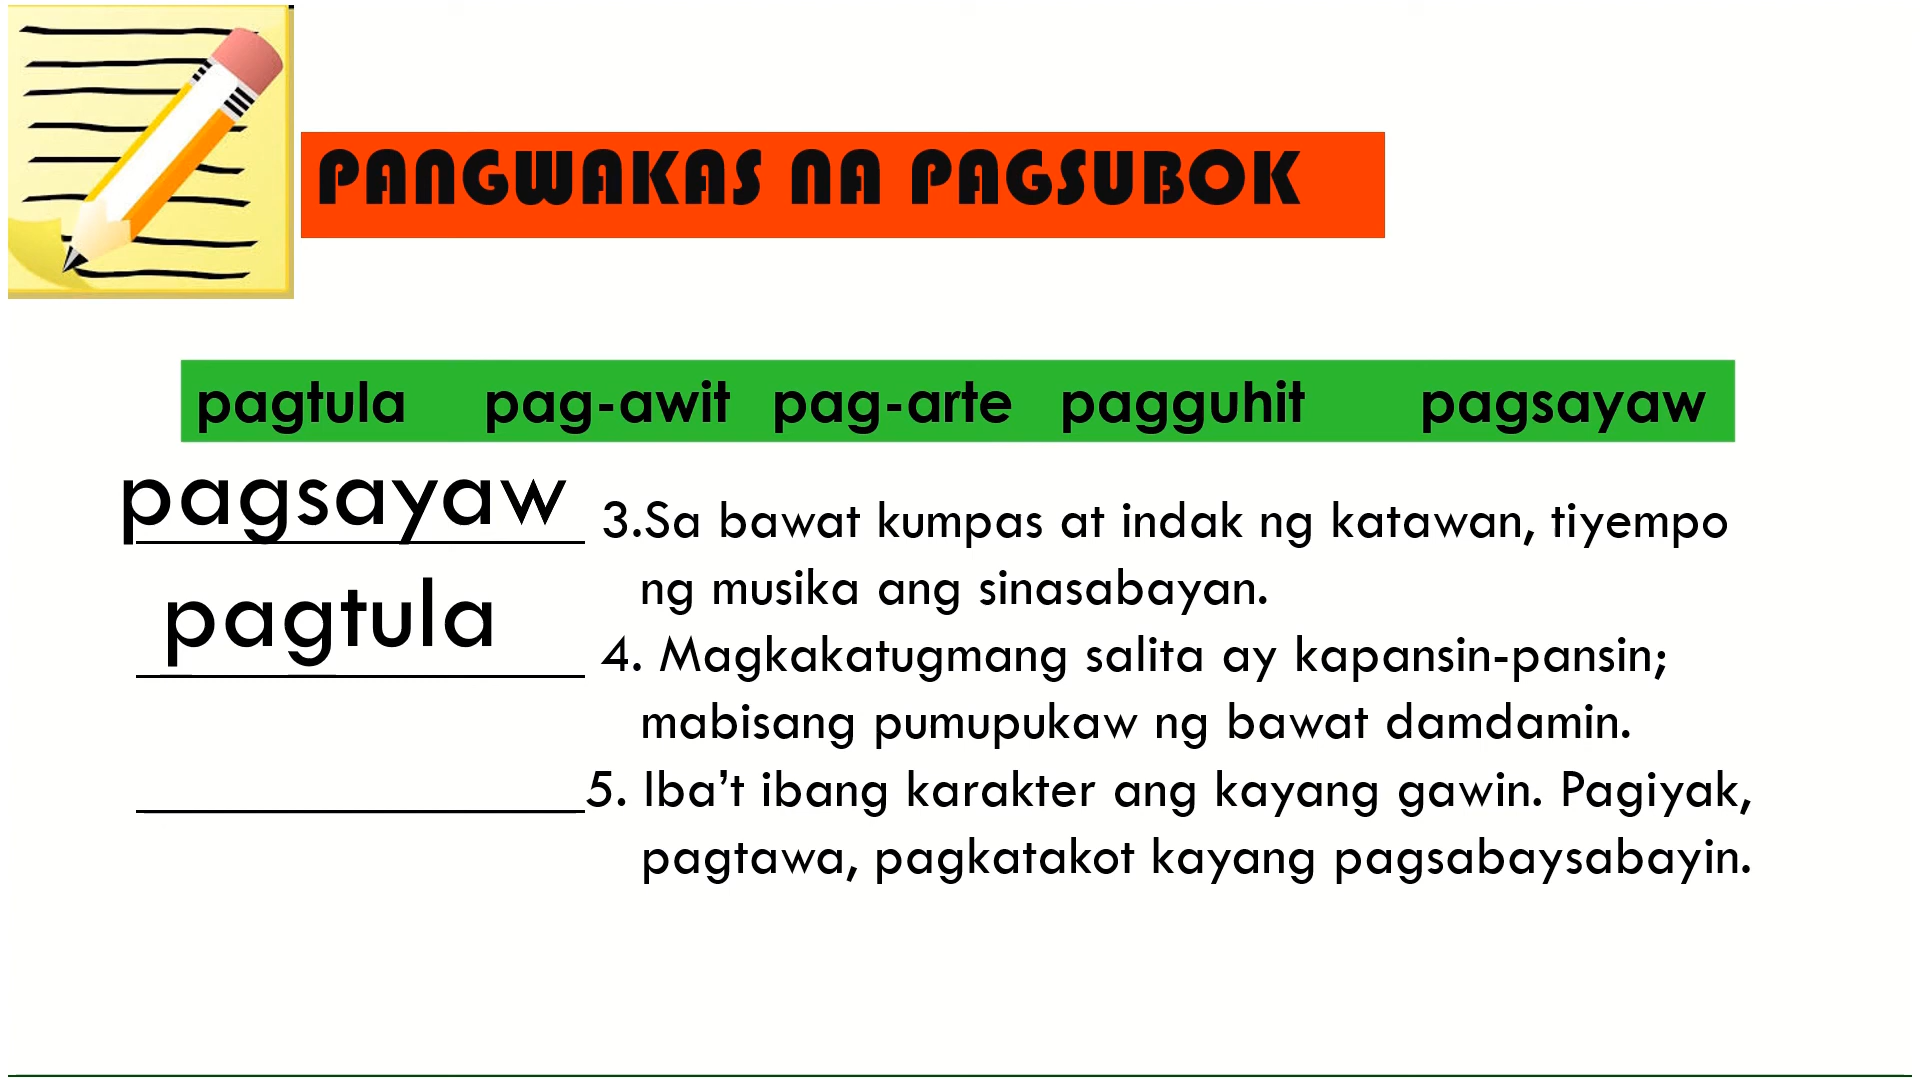 PANGWAKAS NA PAGSUBOK
pagtula pag-awit pag-arte pagguhit pagsayaw
pagsayaw 3.Sa bawat kumpas at indak ng katawan, tiyempo
ng musika ang sinasabayan.
pagtula 4. Magkakatugmang salita ay kapansin-pansin;
mabisang pumupukaw ng bawat damdamin.
5. Iba’t ibang karakter ang kayang gawin. Pagiyak,
pagtawa, pagkatakot kayang pagsabaysabayin.